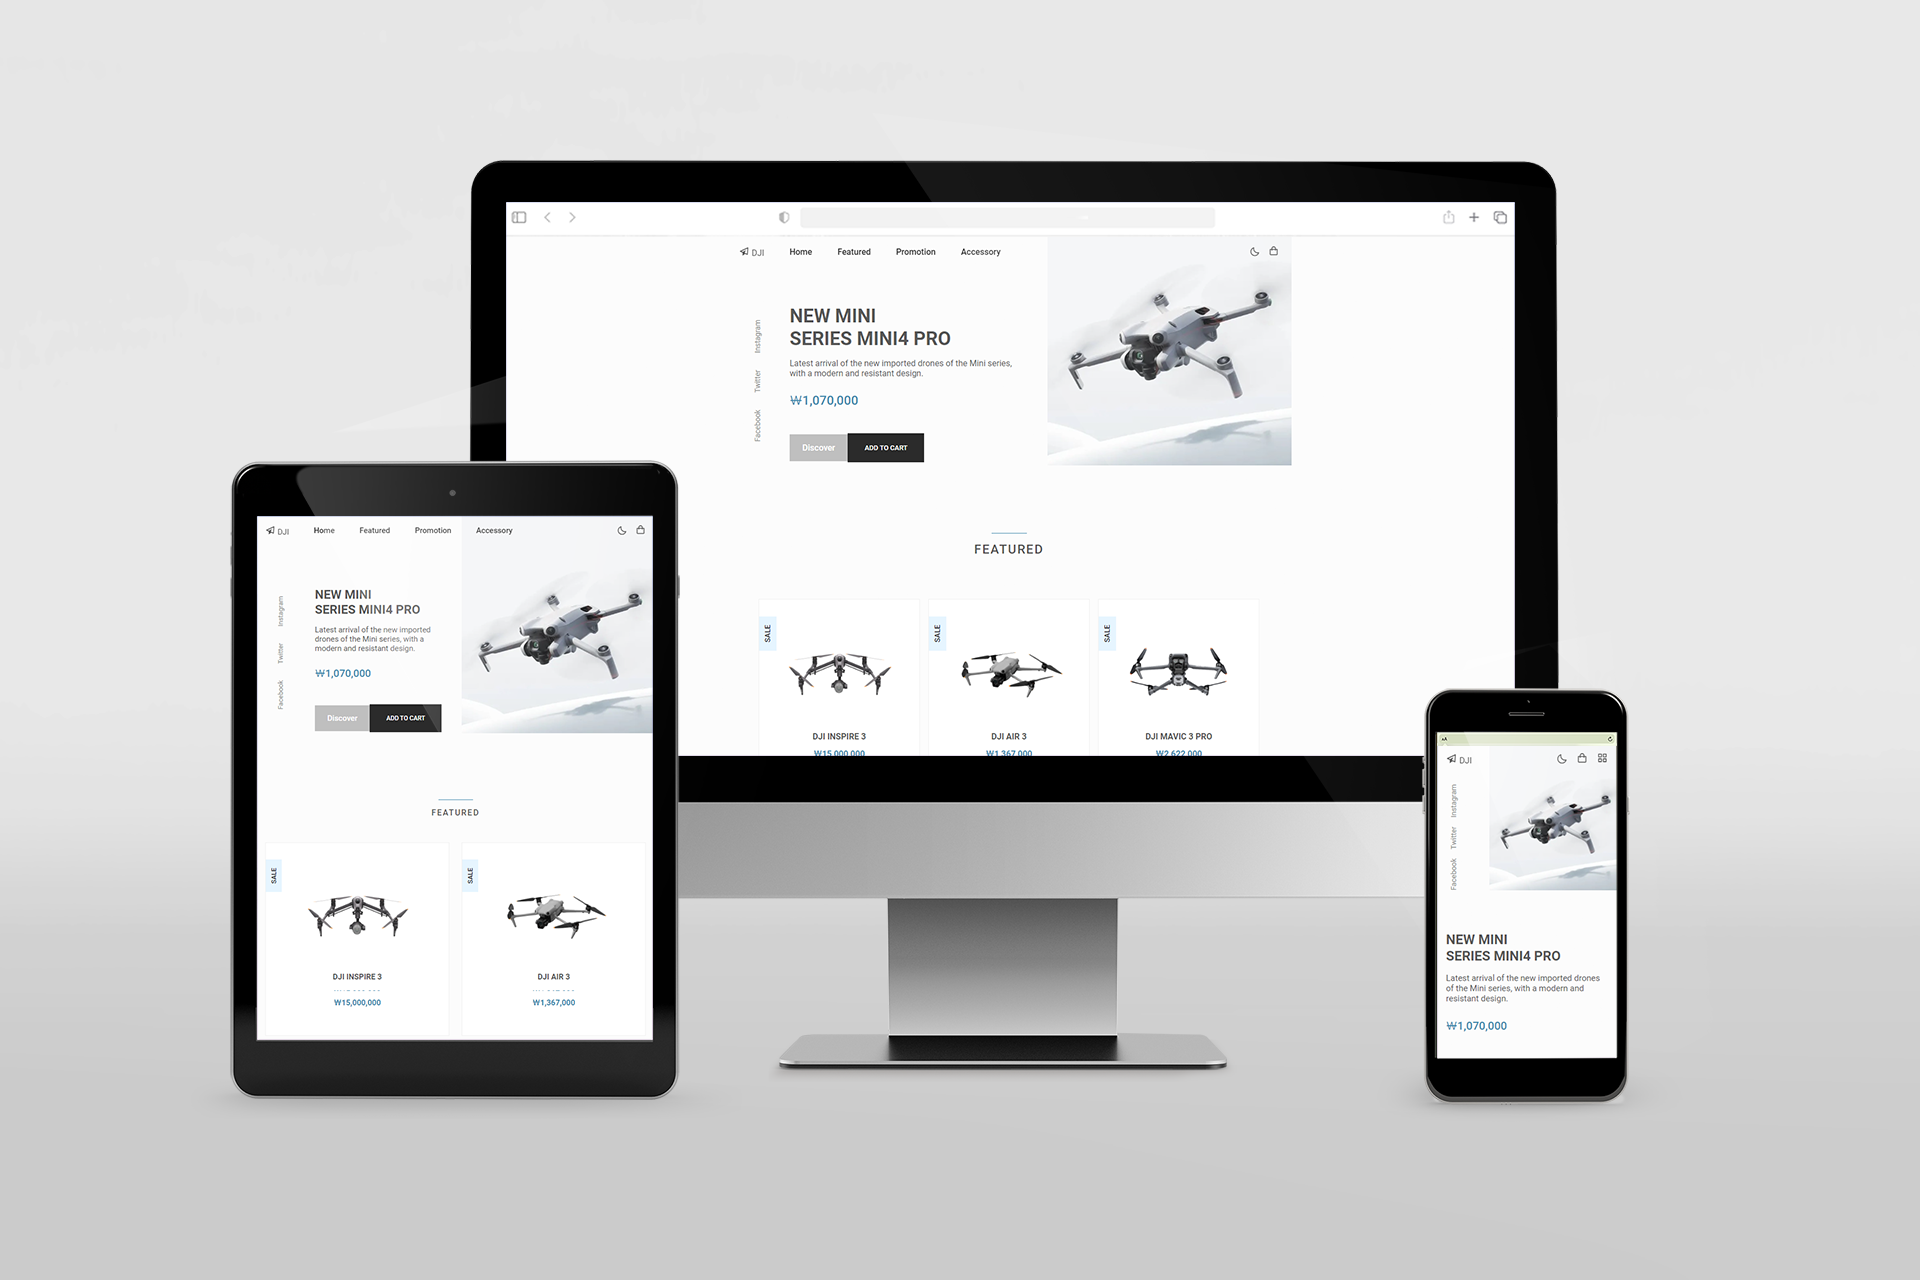 DJI Home Featured Promotion Accessory
Instagram
Twitter
Facebook
NEW MINI
SERIES MINI4 PRO
Latest arrival of the new imported drones of the Mini series,
with a modern and resistant design.
₩1,070,000
Discover ADD TO CART
FEATURED
SALE
SALE
SALE
DJI INSPIRE 3
₩15,000,000
DJI AIR 3
₩1,367,000
DJI MAVIC 3 PRO
₩2,622,000
DJI Home Featured Promotion Accessory
Instagram
Twitter
Facebook
NEW MINI
SERIES MINI4 PRO
Latest arrival of the new imported
drones of the Mini series, with a
modern and resistant design.
₩1,070,000
Discover ADD TO CART
FEATURED
SALE
SALE
DJI INSPIRE 3
₩15,000,000
DJI AIR 3
₩1,367,000
AA
DJI
Instagram
Twitter
Facebook
NEW MINI
SERIES MINI4 PRO
Latest arrival of the new imported drones
of the Mini series, with a modern and
resistant design.
₩1,070,000